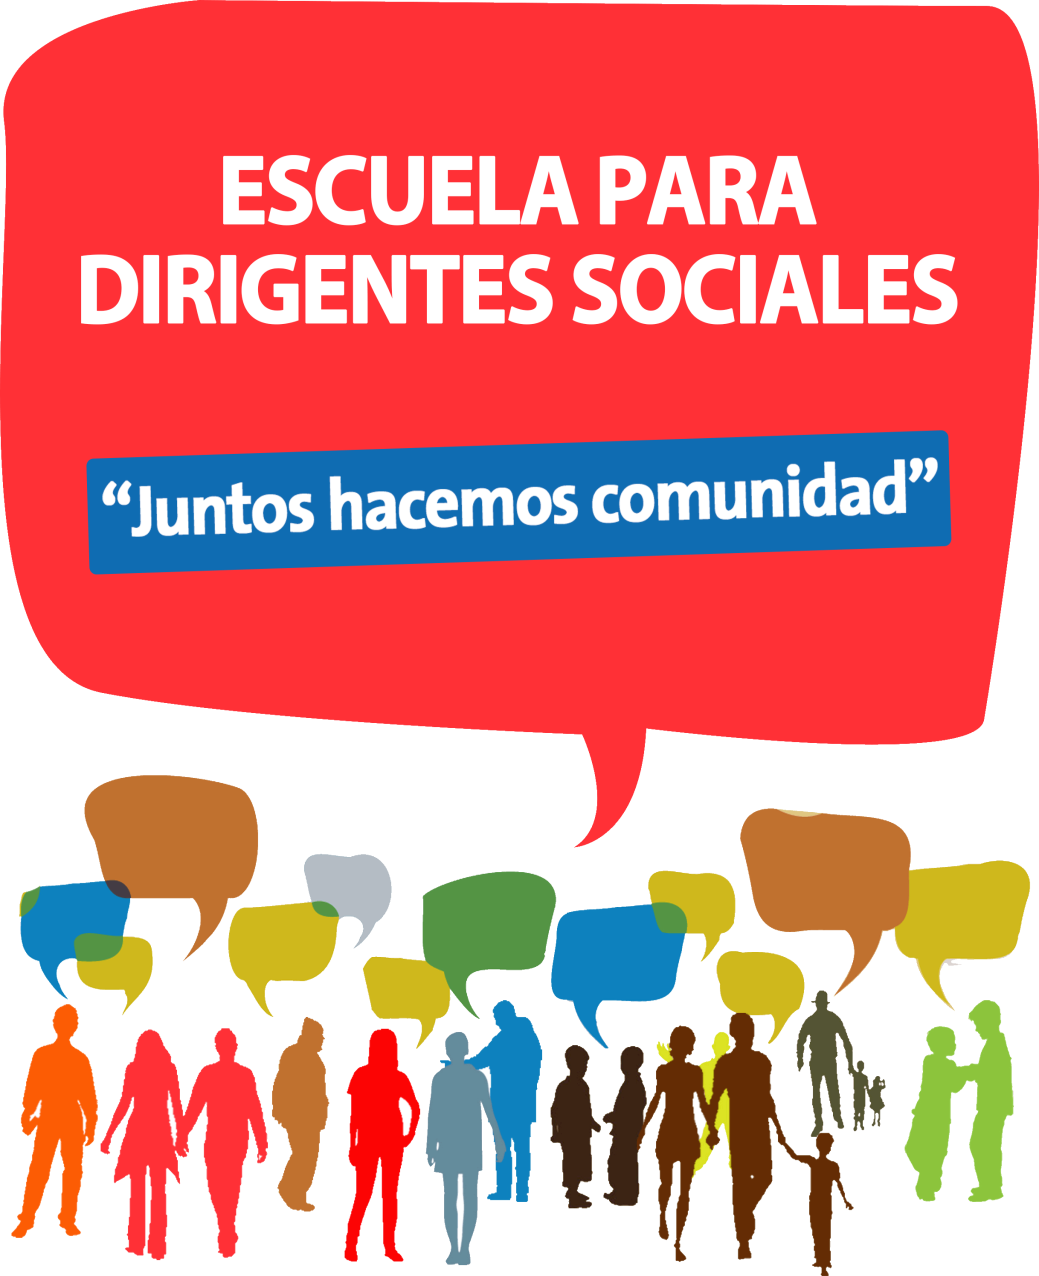 ESCUELA PARA
DIRIGENTES SOCIALES
“Juntos hacemos comunidad”